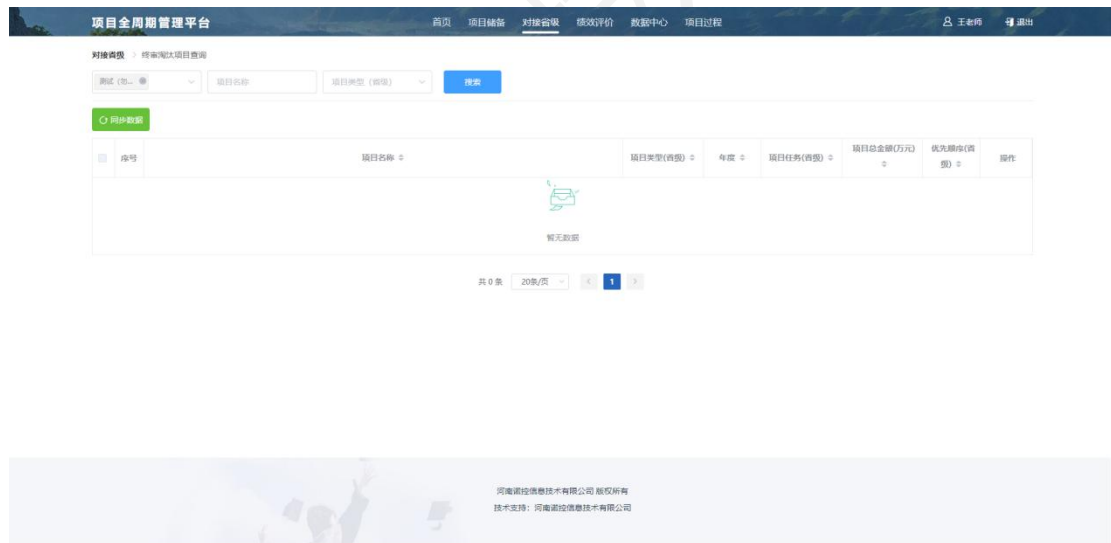 项目全周期管理平台 首页 项目储备 对接省级 绩效评价 数据中心 项目过程 王老师 退出
对接省级 > 终审淘汰项目查询
测试 (勿... 项目名称 项目类型 (省级) 搜索
同步数据
序号 项目名称 项目类型(省级) 年度 项目任务(省级) 项目总金额(万元) 优先顺序(省级) 操作
暂无数据
共 0 条 20条/页 1
河南诺控信息技术有限公司 版权所有
技术支持：河南诺控信息技术有限公司